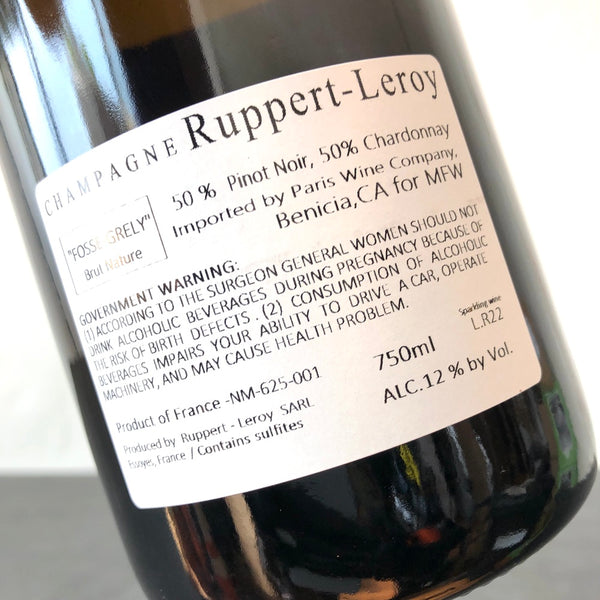 CHAMPAGNE Ruppert-Leroy
"FOSSE-GRELY"
Brut Nature
50 % Pinot Noir, 50% Chardonnay
Imported by Paris Wine Company,
Benicia,CA for MFW
GOVERNMENT WARNING:
(1) ACCORDING TO THE SURGEON GENERAL WOMEN SHOULD NOT
DRINK ALCOHOLIC BEVERAGES DURING PREGNANCY BECAUSE OF
THE RISK OF BIRTH DEFECTS . (2) CONSUMPTION OF ALCOHOLIC
BEVERAGES IMPAIRS YOUR ABILITY TO DRIVE A CAR, OPERATE
MACHINERY, AND MAY CAUSE HEALTH PROBLEM.
Sparkling wine
L.R22
750ml
ALC.12 % by Vol.
Product of France -NM-625-001
Produced by Ruppert - Leroy SARL
Essoyes, France / Contains sulfites